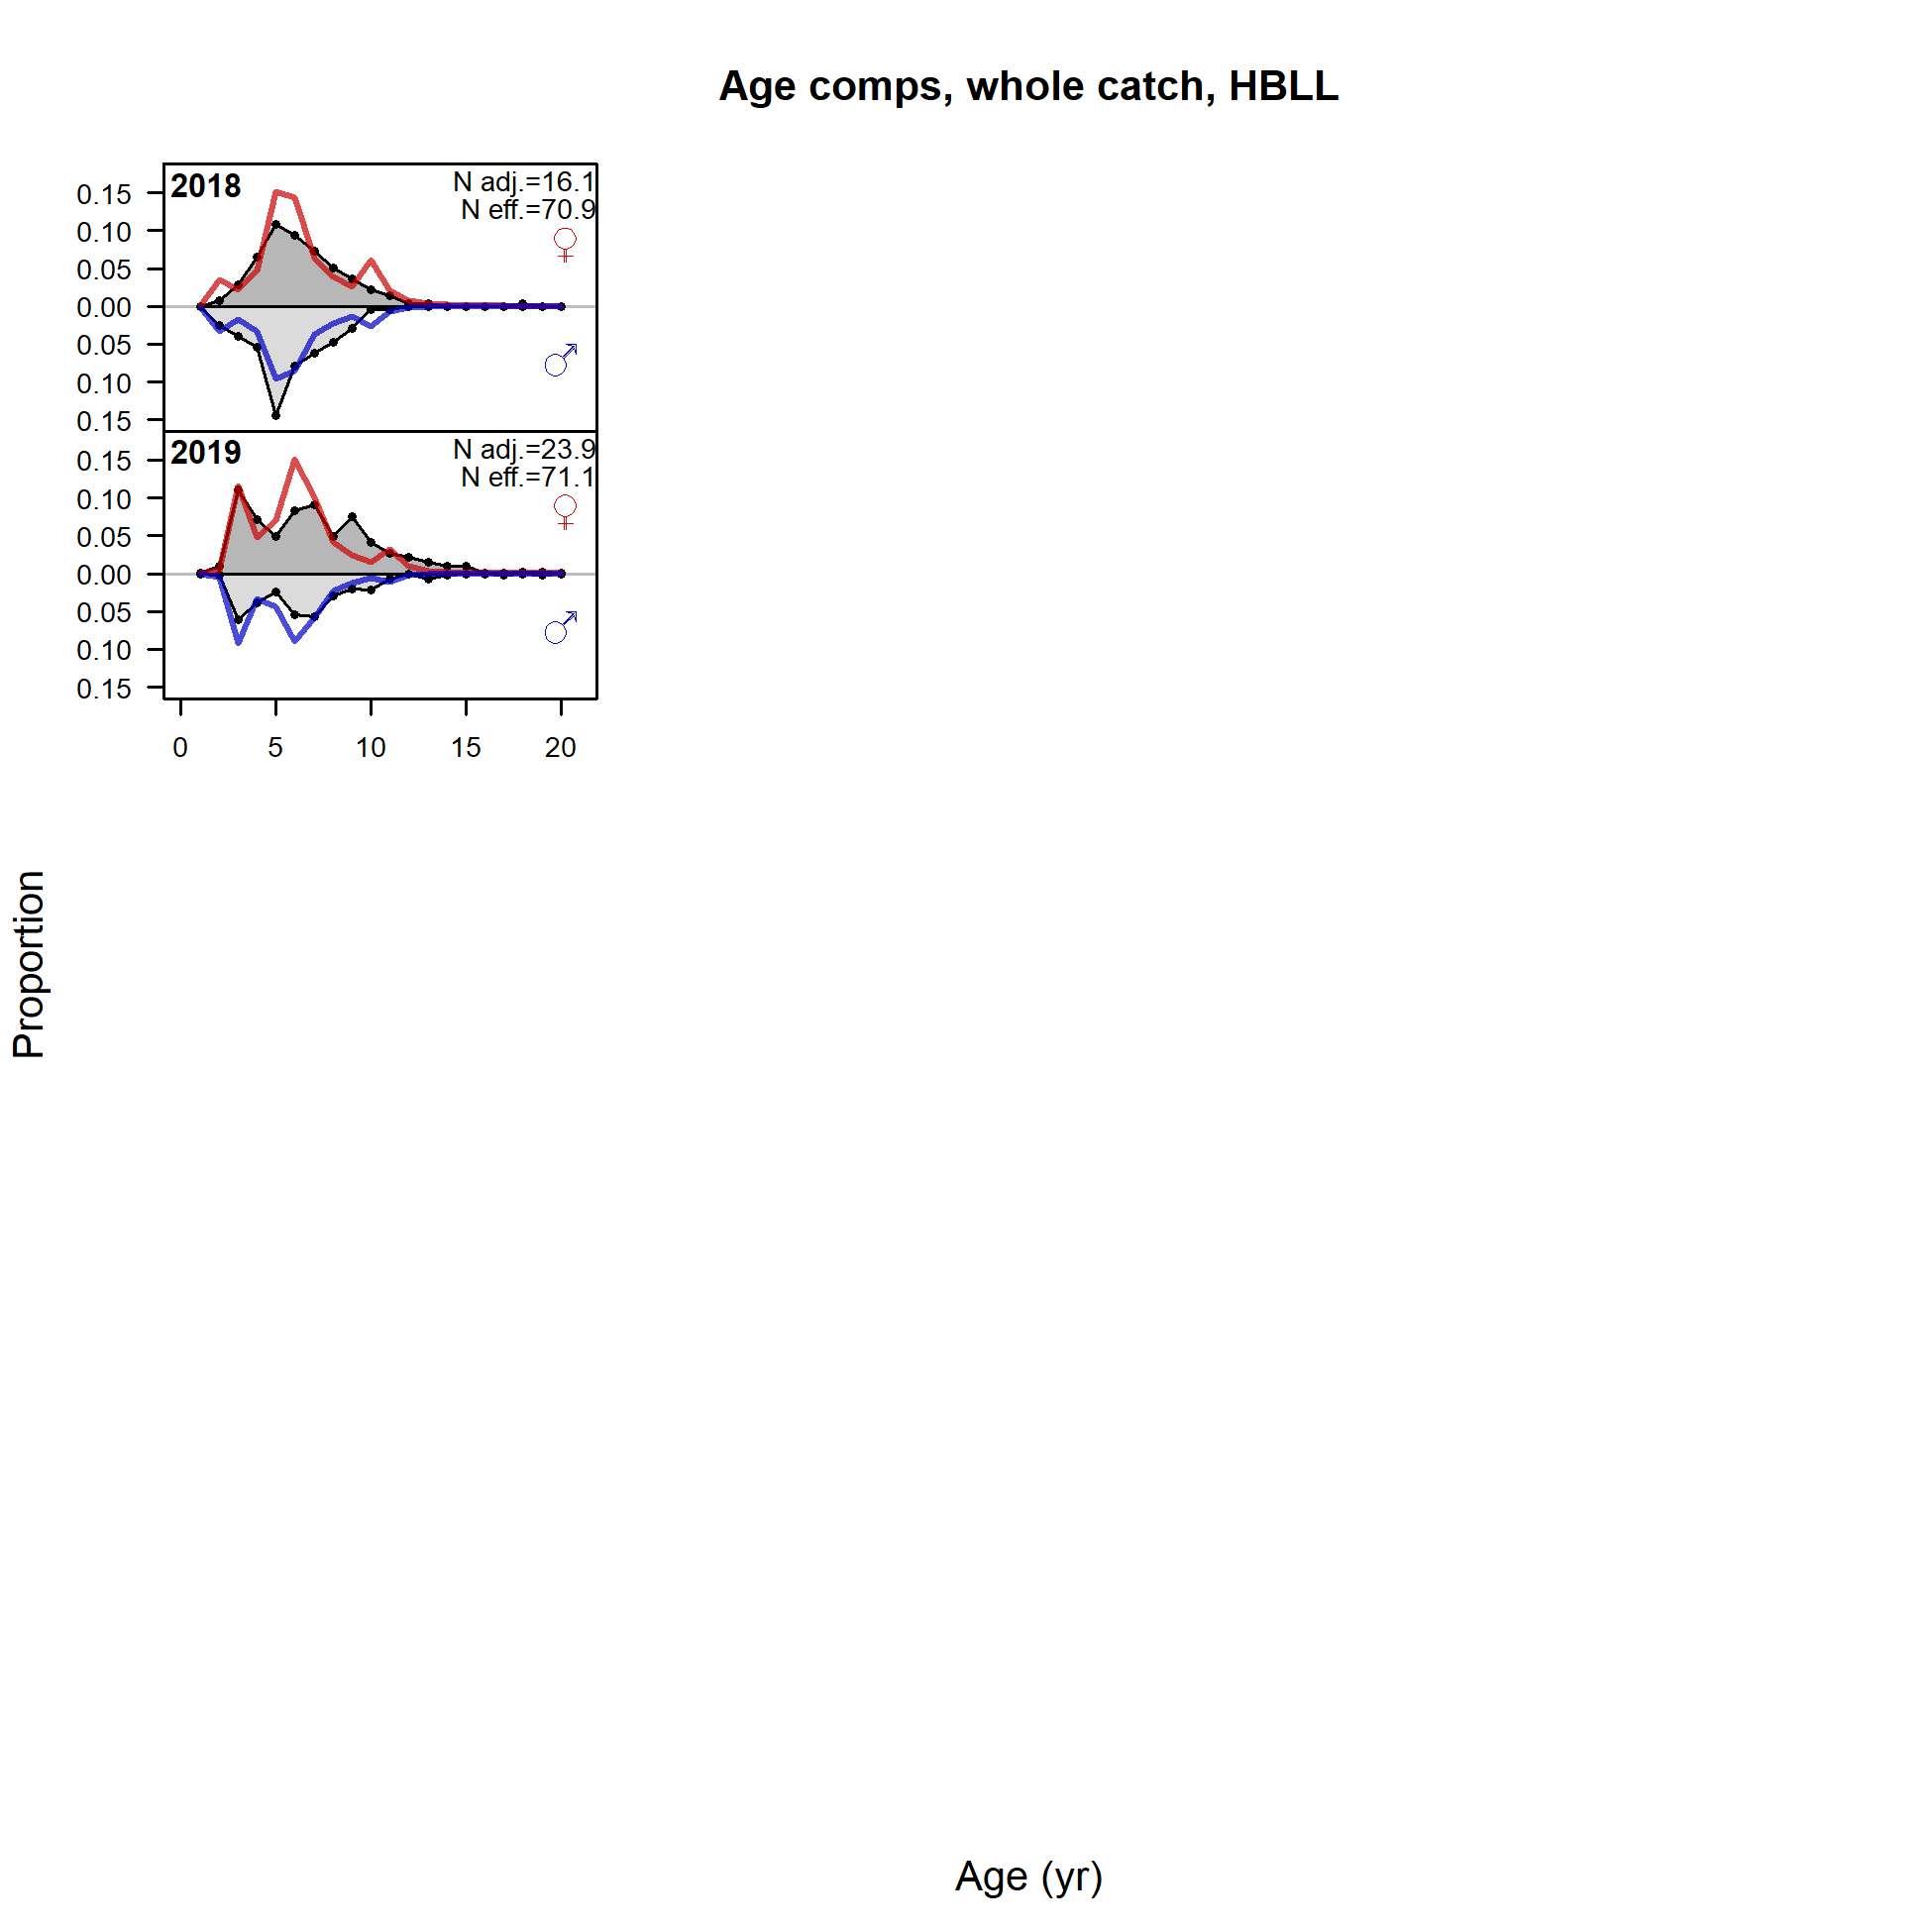 Age comps, whole catch, HBLL
2018
N adj.=16.1
N eff.=70.9
♀
♂
0.15
0.10
0.05
0.00
0.05
0.10
0.15
2019
N adj.=23.9
N eff.=71.1
♀
♂
0.15
0.10
0.05
0.00
0.05
0.10
0.15
0 5 10 15 20
Proportion
Age (yr)